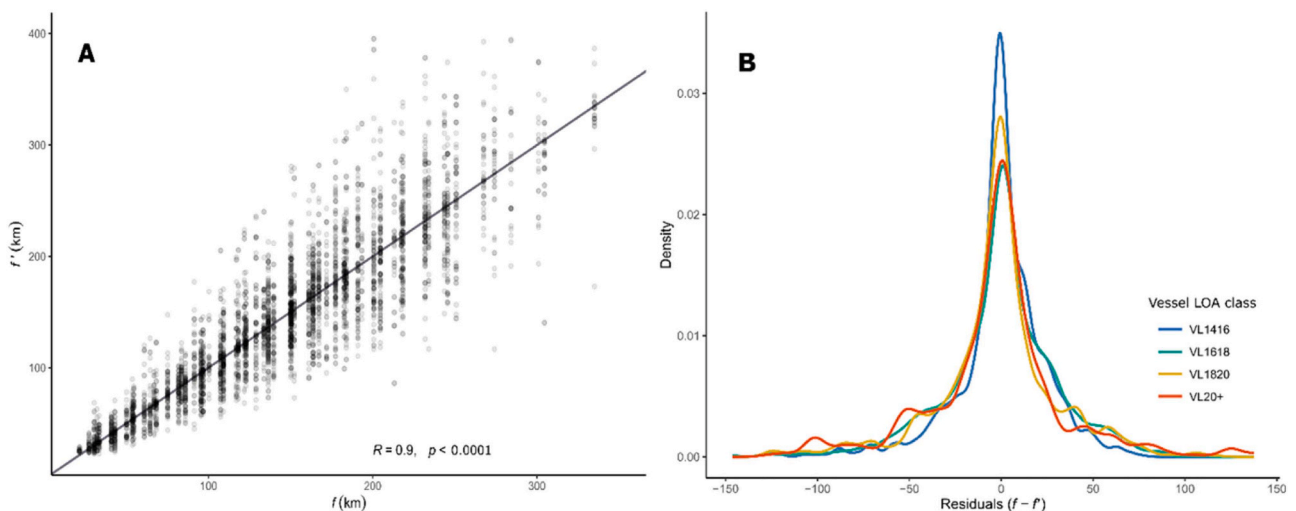 A
400
300
200
100
f' (km)
R = 0.9, p < 0.0001
100 200 300
f (km)
B
0.03
0.02
0.01
0.00
Density
Vessel LOA class
VL1416
VL1618
VL1820
VL20+
−150 −100 −50 0 50 100 150
Residuals (f − f')